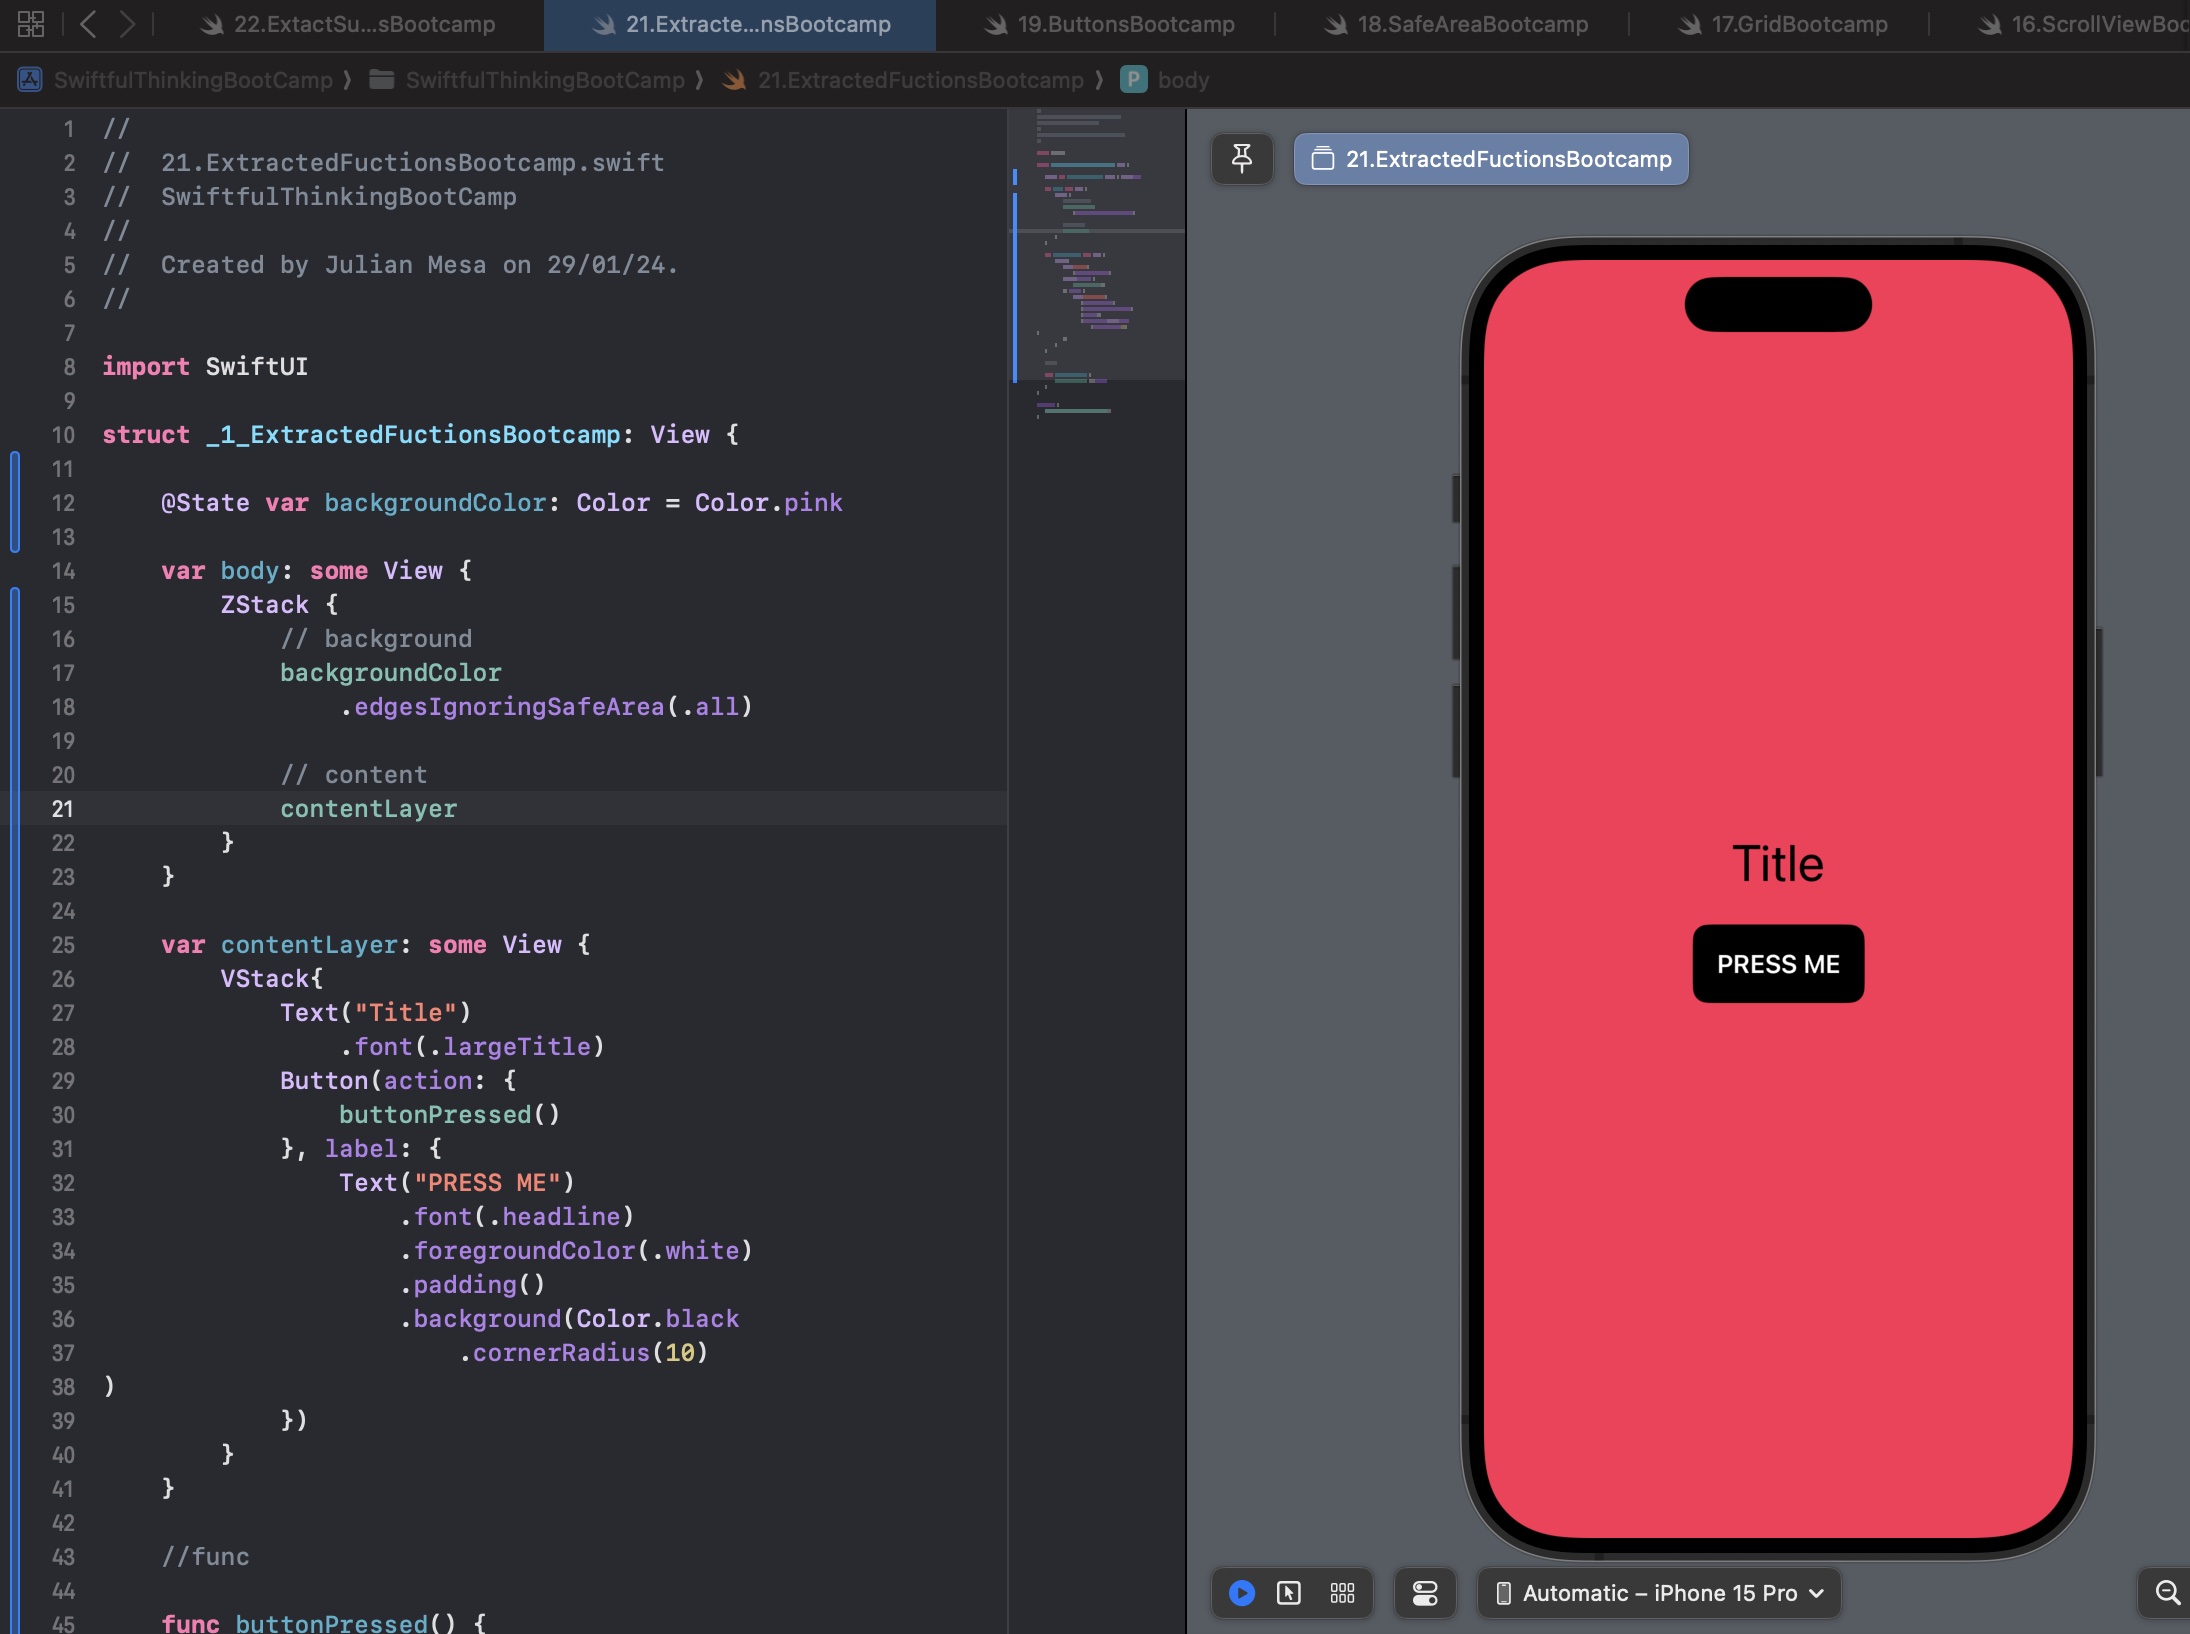 22.ExtactSu...sBootcamp
21.Extracte...nsBootcamp
19.ButtonsBootcamp
18.SafeAreaBootcamp
17.GridBootcamp
16.ScrollViewBoo
SwiftfulThinkingBootCamp 〉 SwiftfulThinkingBootCamp 〉 21.ExtractedFuctionsBootcamp 〉 P body
1 //
2 //  21.ExtractedFuctionsBootcamp.swift
3 //  SwiftfulThinkingBootCamp
4 //
5 //  Created by Julian Mesa on 29/01/24.
6 //
7
8 import SwiftUI
9
10 struct _1_ExtractedFuctionsBootcamp: View {
11
12     @State var backgroundColor: Color = Color.pink
13
14     var body: some View {
15         ZStack {
16             // background
17             backgroundColor
18                 .edgesIgnoringSafeArea(.all)
19
20             // content
21             contentLayer
22         }
23     }
24
25     var contentLayer: some View {
26         VStack{
27             Text("Title")
28                 .font(.largeTitle)
29             Button(action: {
30                 buttonPressed()
31             }, label: {
32                 Text("PRESS ME")
33                     .font(.headline)
34                     .foregroundColor(.white)
35                     .padding()
36                     .background(Color.black
37                         .cornerRadius(10)
38 )
39             })
40         }
41     }
42
43     //func
44
45     func buttonPressed() {
21.ExtractedFuctionsBootcamp
Title
PRESS ME
Automatic – iPhone 15 Pro